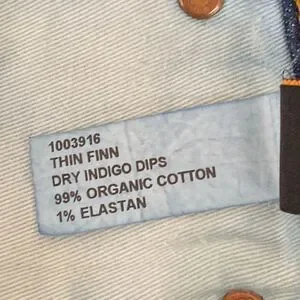 1003916
THIN FINN
DRY INDIGO DIPS
99% ORGANIC COTTON
1% ELASTAN